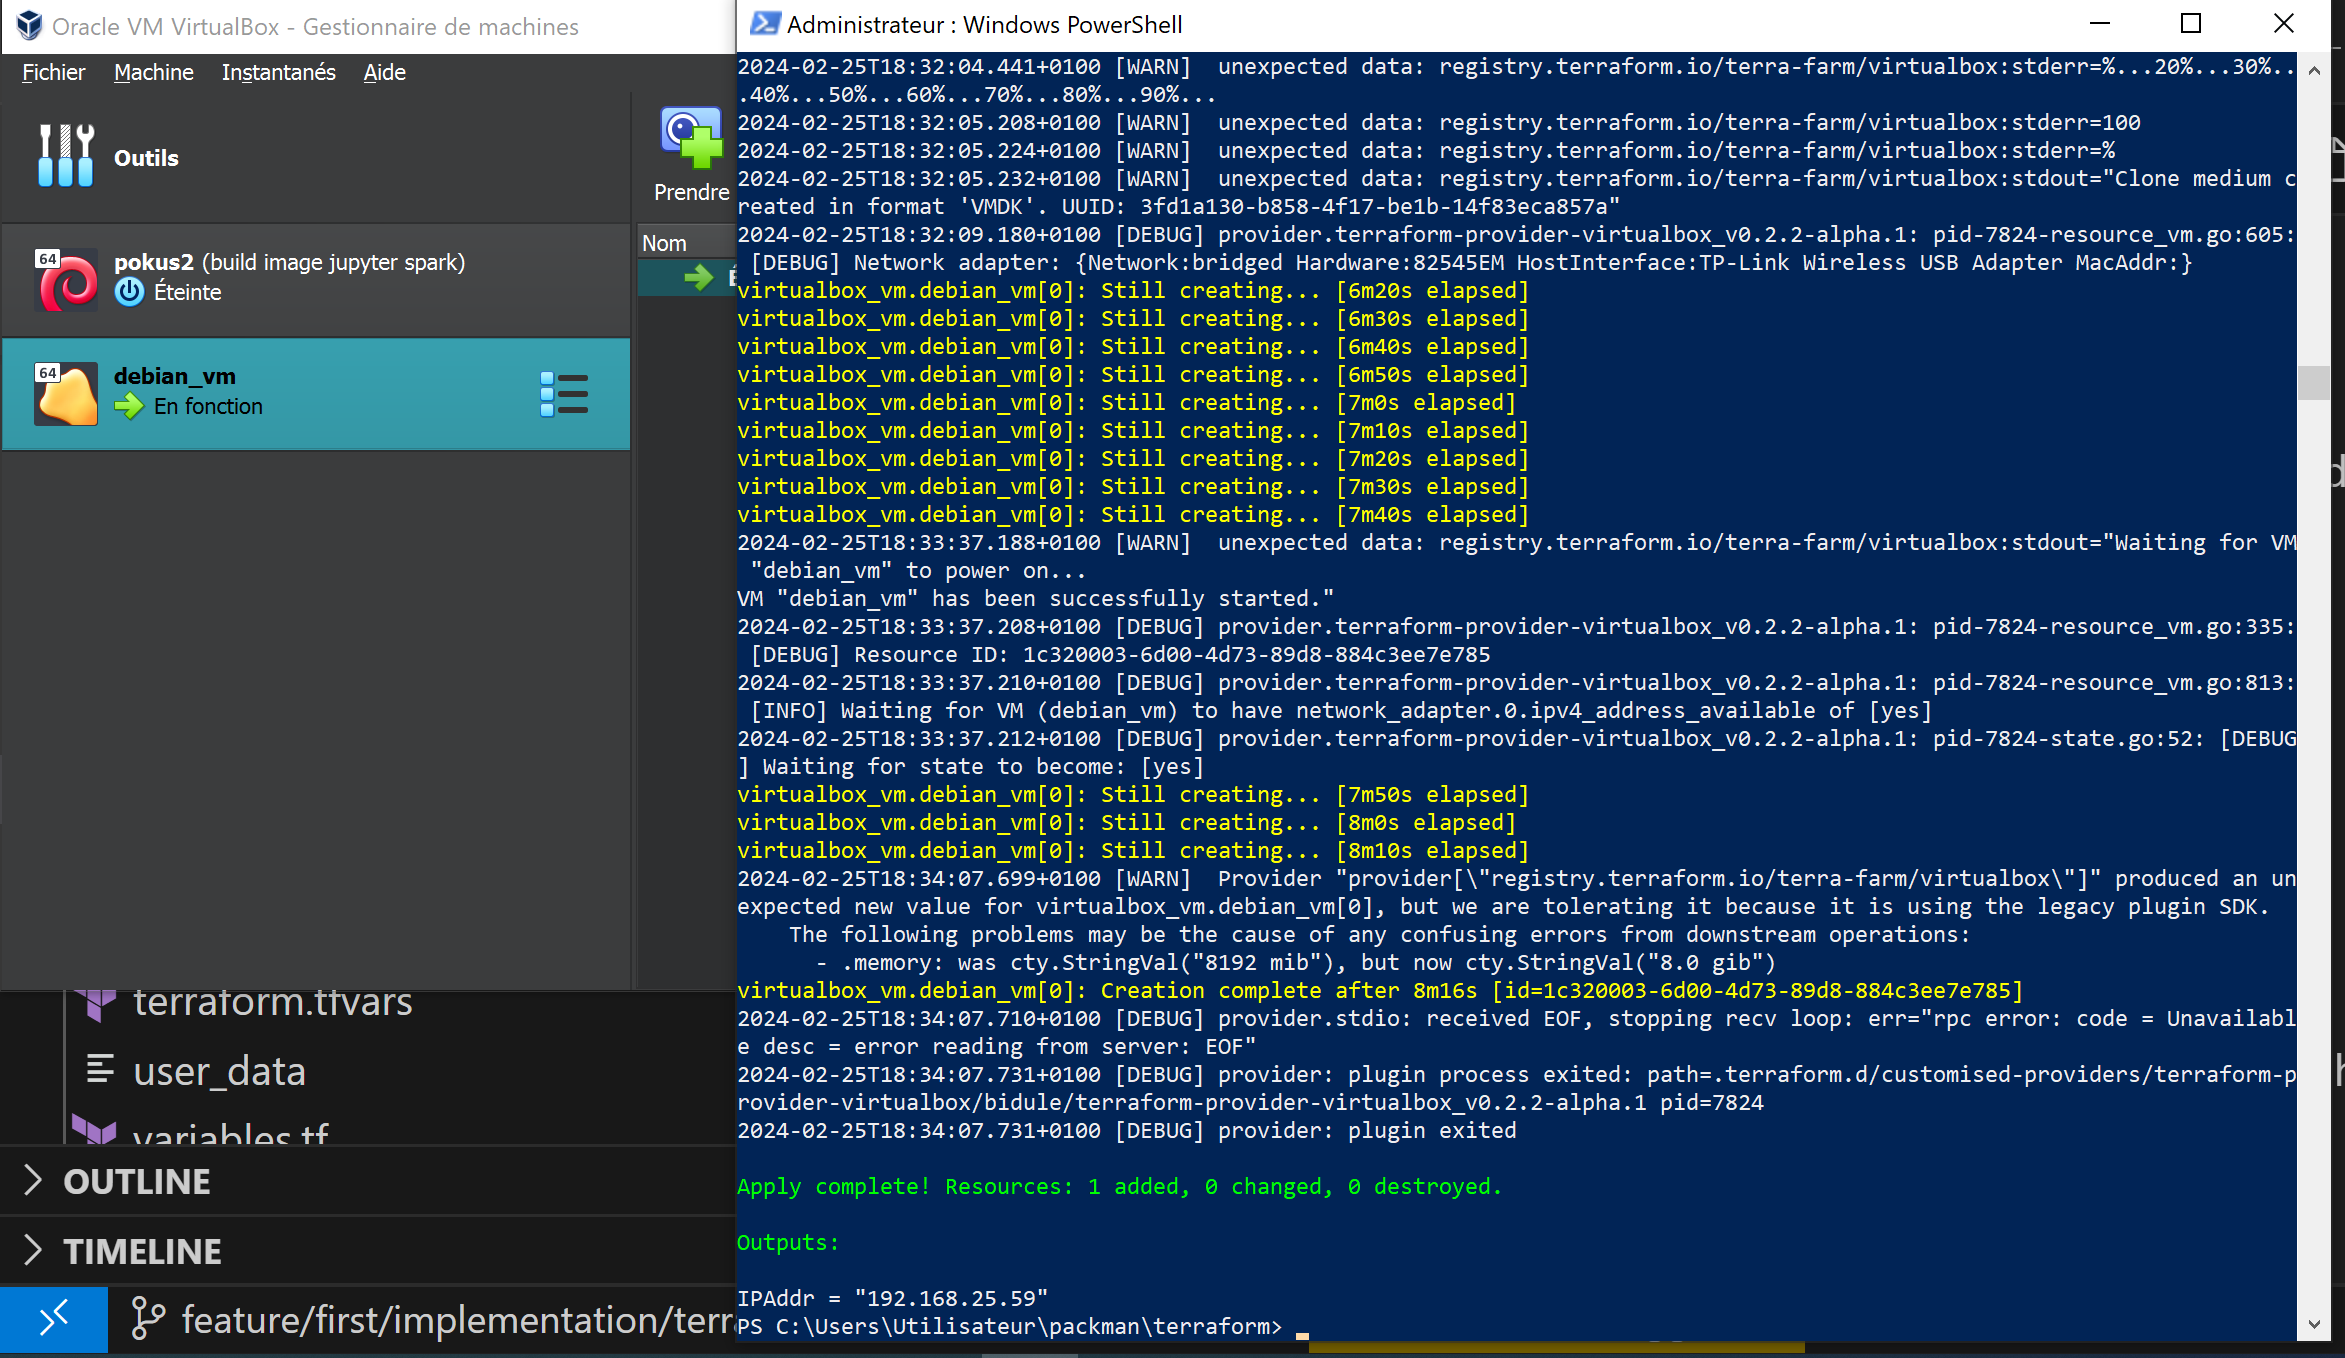 Oracle VM VirtualBox - Gestionnaire de machines
Fichier Machine Instantanés Aide
Outils
Prendre
Nom
64
pokus2 (build image jupyter spark)
Éteinte
64
debian_vm
En fonction
terraform.tfvars
user_data
variables.tf
OUTLINE
TIMELINE
feature/first/implementation/terr
Administrateur : Windows PowerShell
2024-02-25T18:32:04.441+0100 [WARN]  unexpected data: registry.terraform.io/terra-farm/virtualbox:stderr=%...20%...30%..
.40%...50%...60%...70%...80%...90%...
2024-02-25T18:32:05.208+0100 [WARN]  unexpected data: registry.terraform.io/terra-farm/virtualbox:stderr=100
2024-02-25T18:32:05.224+0100 [WARN]  unexpected data: registry.terraform.io/terra-farm/virtualbox:stderr=%
2024-02-25T18:32:05.232+0100 [WARN]  unexpected data: registry.terraform.io/terra-farm/virtualbox:stdout="Clone medium c
reated in format 'VMDK'. UUID: 3fd1a130-b858-4f17-be1b-14f83eca857a"
2024-02-25T18:32:09.180+0100 [DEBUG] provider.terraform-provider-virtualbox_v0.2.2-alpha.1: pid-7824-resource_vm.go:605:
 [DEBUG] Network adapter: {Network:bridged Hardware:82545EM HostInterface:TP-Link Wireless USB Adapter MacAddr:}
virtualbox_vm.debian_vm[0]: Still creating... [6m20s elapsed]
virtualbox_vm.debian_vm[0]: Still creating... [6m30s elapsed]
virtualbox_vm.debian_vm[0]: Still creating... [6m40s elapsed]
virtualbox_vm.debian_vm[0]: Still creating... [6m50s elapsed]
virtualbox_vm.debian_vm[0]: Still creating... [7m0s elapsed]
virtualbox_vm.debian_vm[0]: Still creating... [7m10s elapsed]
virtualbox_vm.debian_vm[0]: Still creating... [7m20s elapsed]
virtualbox_vm.debian_vm[0]: Still creating... [7m30s elapsed]
virtualbox_vm.debian_vm[0]: Still creating... [7m40s elapsed]
2024-02-25T18:33:37.188+0100 [WARN]  unexpected data: registry.terraform.io/terra-farm/virtualbox:stdout="Waiting for VM
 "debian_vm" to power on...
VM "debian_vm" has been successfully started."
2024-02-25T18:33:37.208+0100 [DEBUG] provider.terraform-provider-virtualbox_v0.2.2-alpha.1: pid-7824-resource_vm.go:335:
 [DEBUG] Resource ID: 1c320003-6d00-4d73-89d8-884c3ee7e785
2024-02-25T18:33:37.210+0100 [DEBUG] provider.terraform-provider-virtualbox_v0.2.2-alpha.1: pid-7824-resource_vm.go:813:
 [INFO] Waiting for VM (debian_vm) to have network_adapter.0.ipv4_address_available of [yes]
2024-02-25T18:33:37.212+0100 [DEBUG] provider.terraform-provider-virtualbox_v0.2.2-alpha.1: pid-7824-state.go:52: [DEBUG
] Waiting for state to become: [yes]
virtualbox_vm.debian_vm[0]: Still creating... [7m50s elapsed]
virtualbox_vm.debian_vm[0]: Still creating... [8m0s elapsed]
virtualbox_vm.debian_vm[0]: Still creating... [8m10s elapsed]
2024-02-25T18:34:07.699+0100 [WARN]  Provider "provider[\"registry.terraform.io/terra-farm/virtualbox\"]" produced an un
expected new value for virtualbox_vm.debian_vm[0], but we are tolerating it because it is using the legacy plugin SDK.
    The following problems may be the cause of any confusing errors from downstream operations:
      - .memory: was cty.StringVal("8192 mib"), but now cty.StringVal("8.0 gib")
virtualbox_vm.debian_vm[0]: Creation complete after 8m16s [id=1c320003-6d00-4d73-89d8-884c3ee7e785]
2024-02-25T18:34:07.710+0100 [DEBUG] provider.stdio: received EOF, stopping recv loop: err="rpc error: code = Unavailabl
e desc = error reading from server: EOF"
2024-02-25T18:34:07.731+0100 [DEBUG] provider: plugin process exited: path=.terraform.d/customised-providers/terraform-p
rovider-virtualbox/bidule/terraform-provider-virtualbox_v0.2.2-alpha.1 pid=7824
2024-02-25T18:34:07.731+0100 [DEBUG] provider: plugin exited
Apply complete! Resources: 1 added, 0 changed, 0 destroyed.
Outputs:
IPAddr = "192.168.25.59"
PS C:\Users\Utilisateur\packman\terraform>